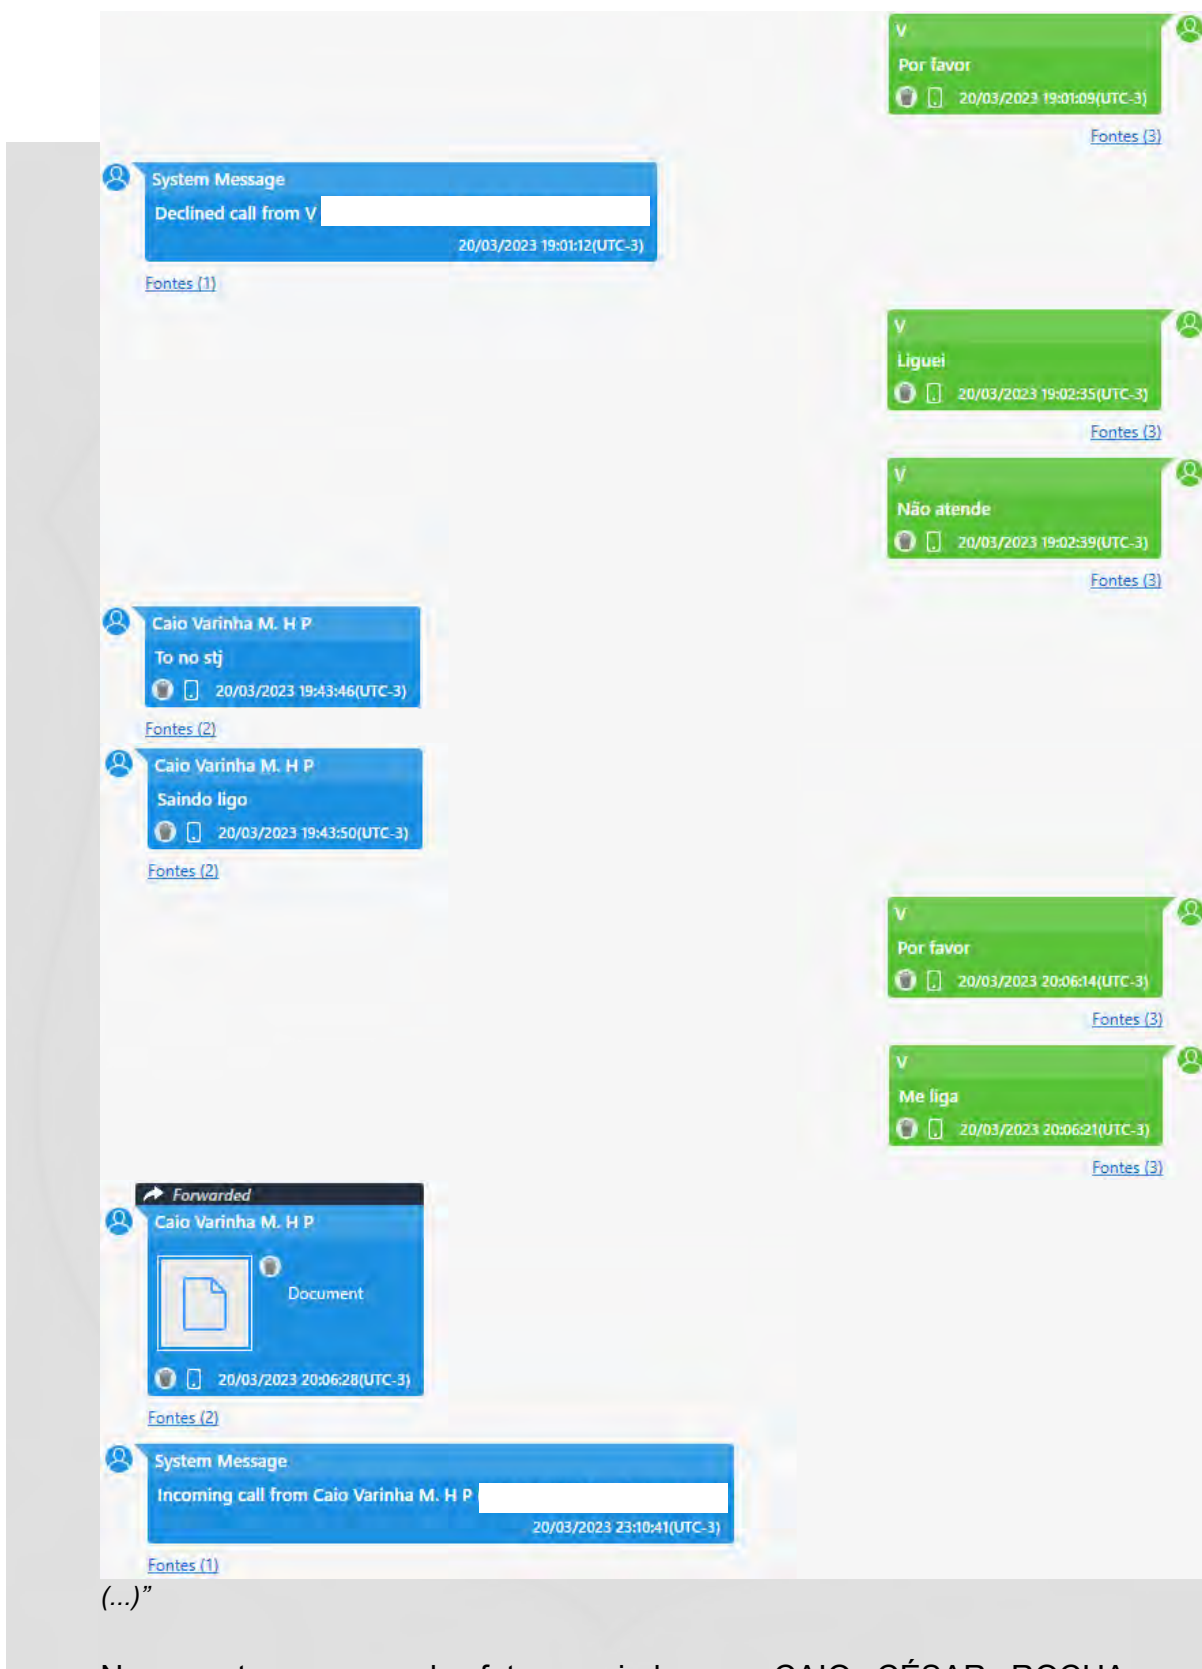 V
Por favor
20/03/2023 19:01:09(UTC-3)
Fontes (3)
System Message
Declined call from V
20/03/2023 19:01:12(UTC-3)
Fontes (1)
V
Liguei
20/03/2023 19:02:35(UTC-3)
Fontes (3)
V
Não atende
20/03/2023 19:02:39(UTC-3)
Fontes (3)
Caio Varinha M. H P
To no stj
20/03/2023 19:43:46(UTC-3)
Fontes (2)
Caio Varinha M. H P
Saindo ligo
20/03/2023 19:43:50(UTC-3)
Fontes (2)
V
Por favor
20/03/2023 20:06:14(UTC-3)
Fontes (3)
V
Me liga
20/03/2023 20:06:21(UTC-3)
Fontes (3)
Forwarded
Caio Varinha M. H P
Document
20/03/2023 20:06:28(UTC-3)
Fontes (2)
System Message
Incoming call from Caio Varinha M. H P
20/03/2023 23:10:41(UTC-3)
Fontes (1)
(...)”
CAIO CÉSAR ROCHA